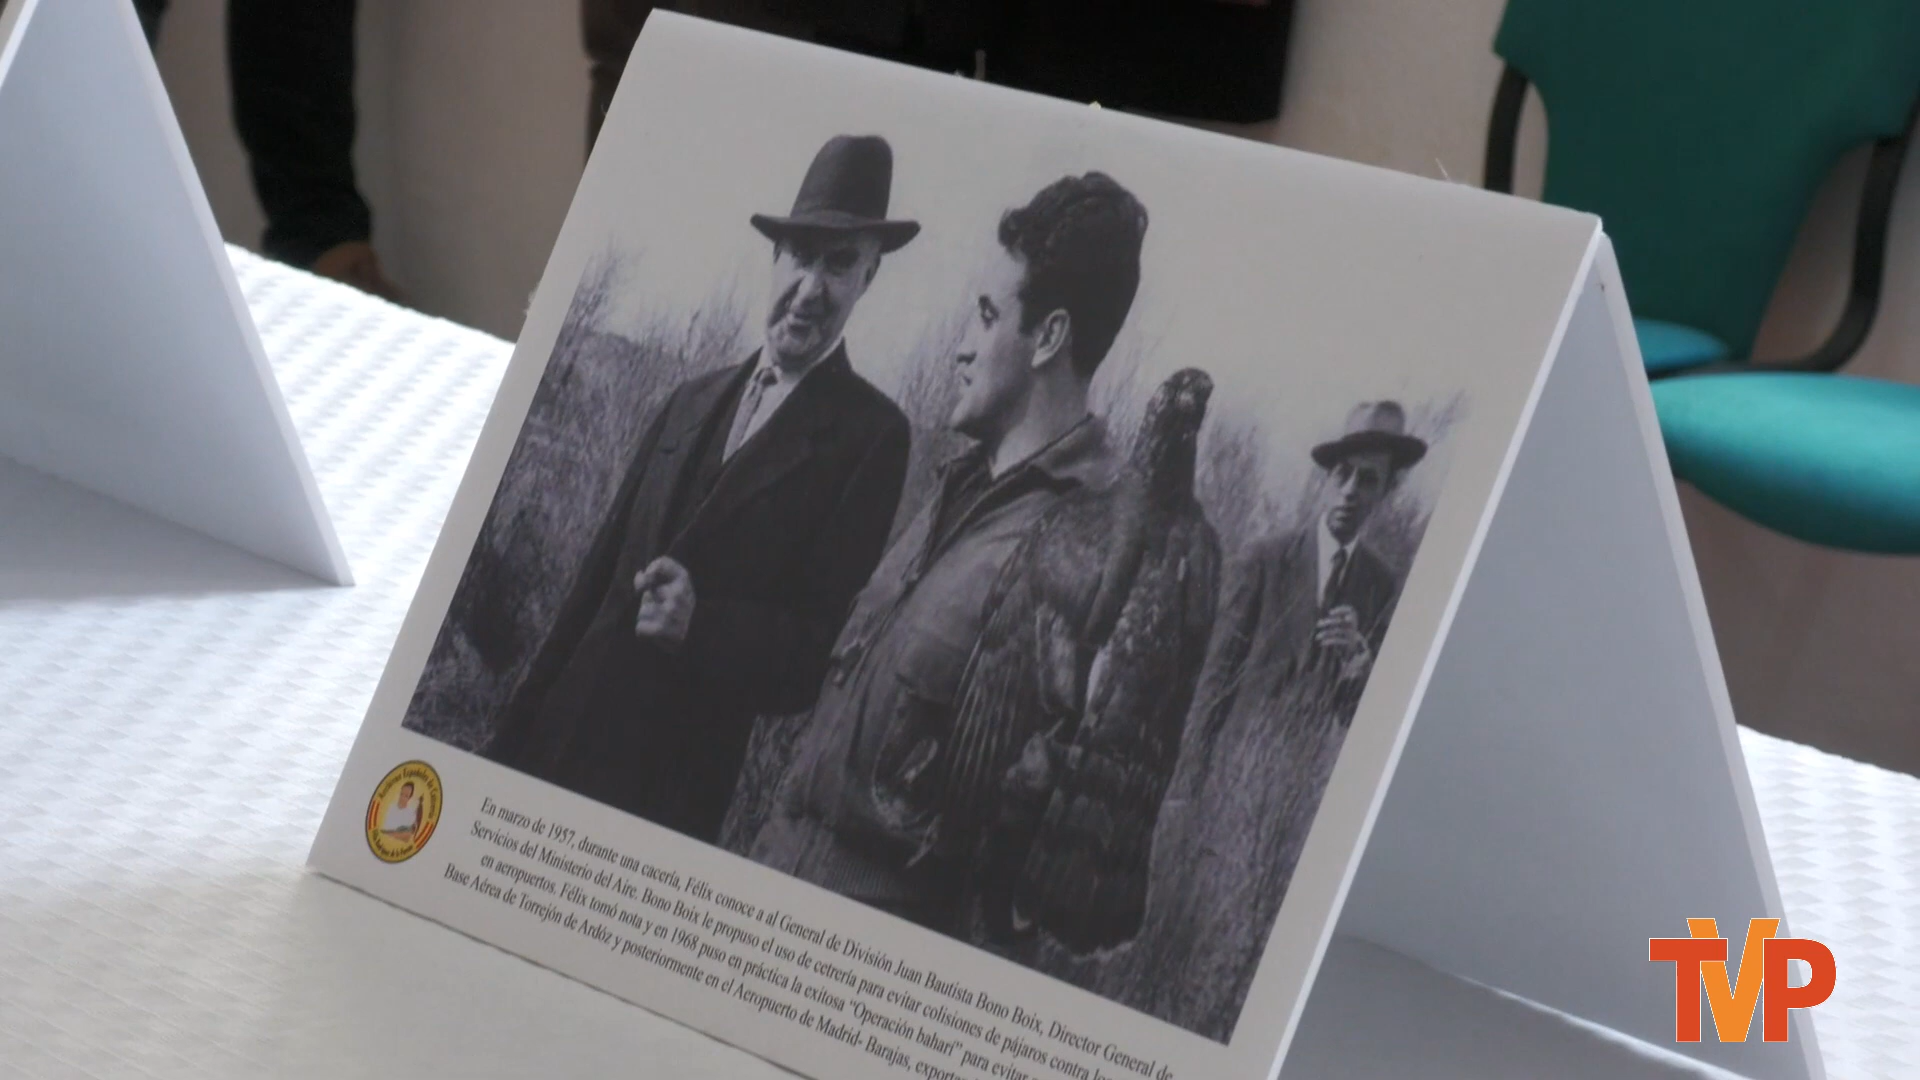 En marzo de 1957, durante una cacería, Félix conoce a al General de División Juan Bautista Bono Boix, Director General de
Servicios del Ministerio del Aire. Bono Boix le propuso el uso de cetrería para evitar colisiones de pájaros contra
en aeropuertos. Félix tomó nota y en 1968 puso en práctica la exitosa “Operación baharí” para evitar
Base Aérea de Torrejón de Ardóz y posteriormente en el Aeropuerto de Madrid- Barajas,
TVP